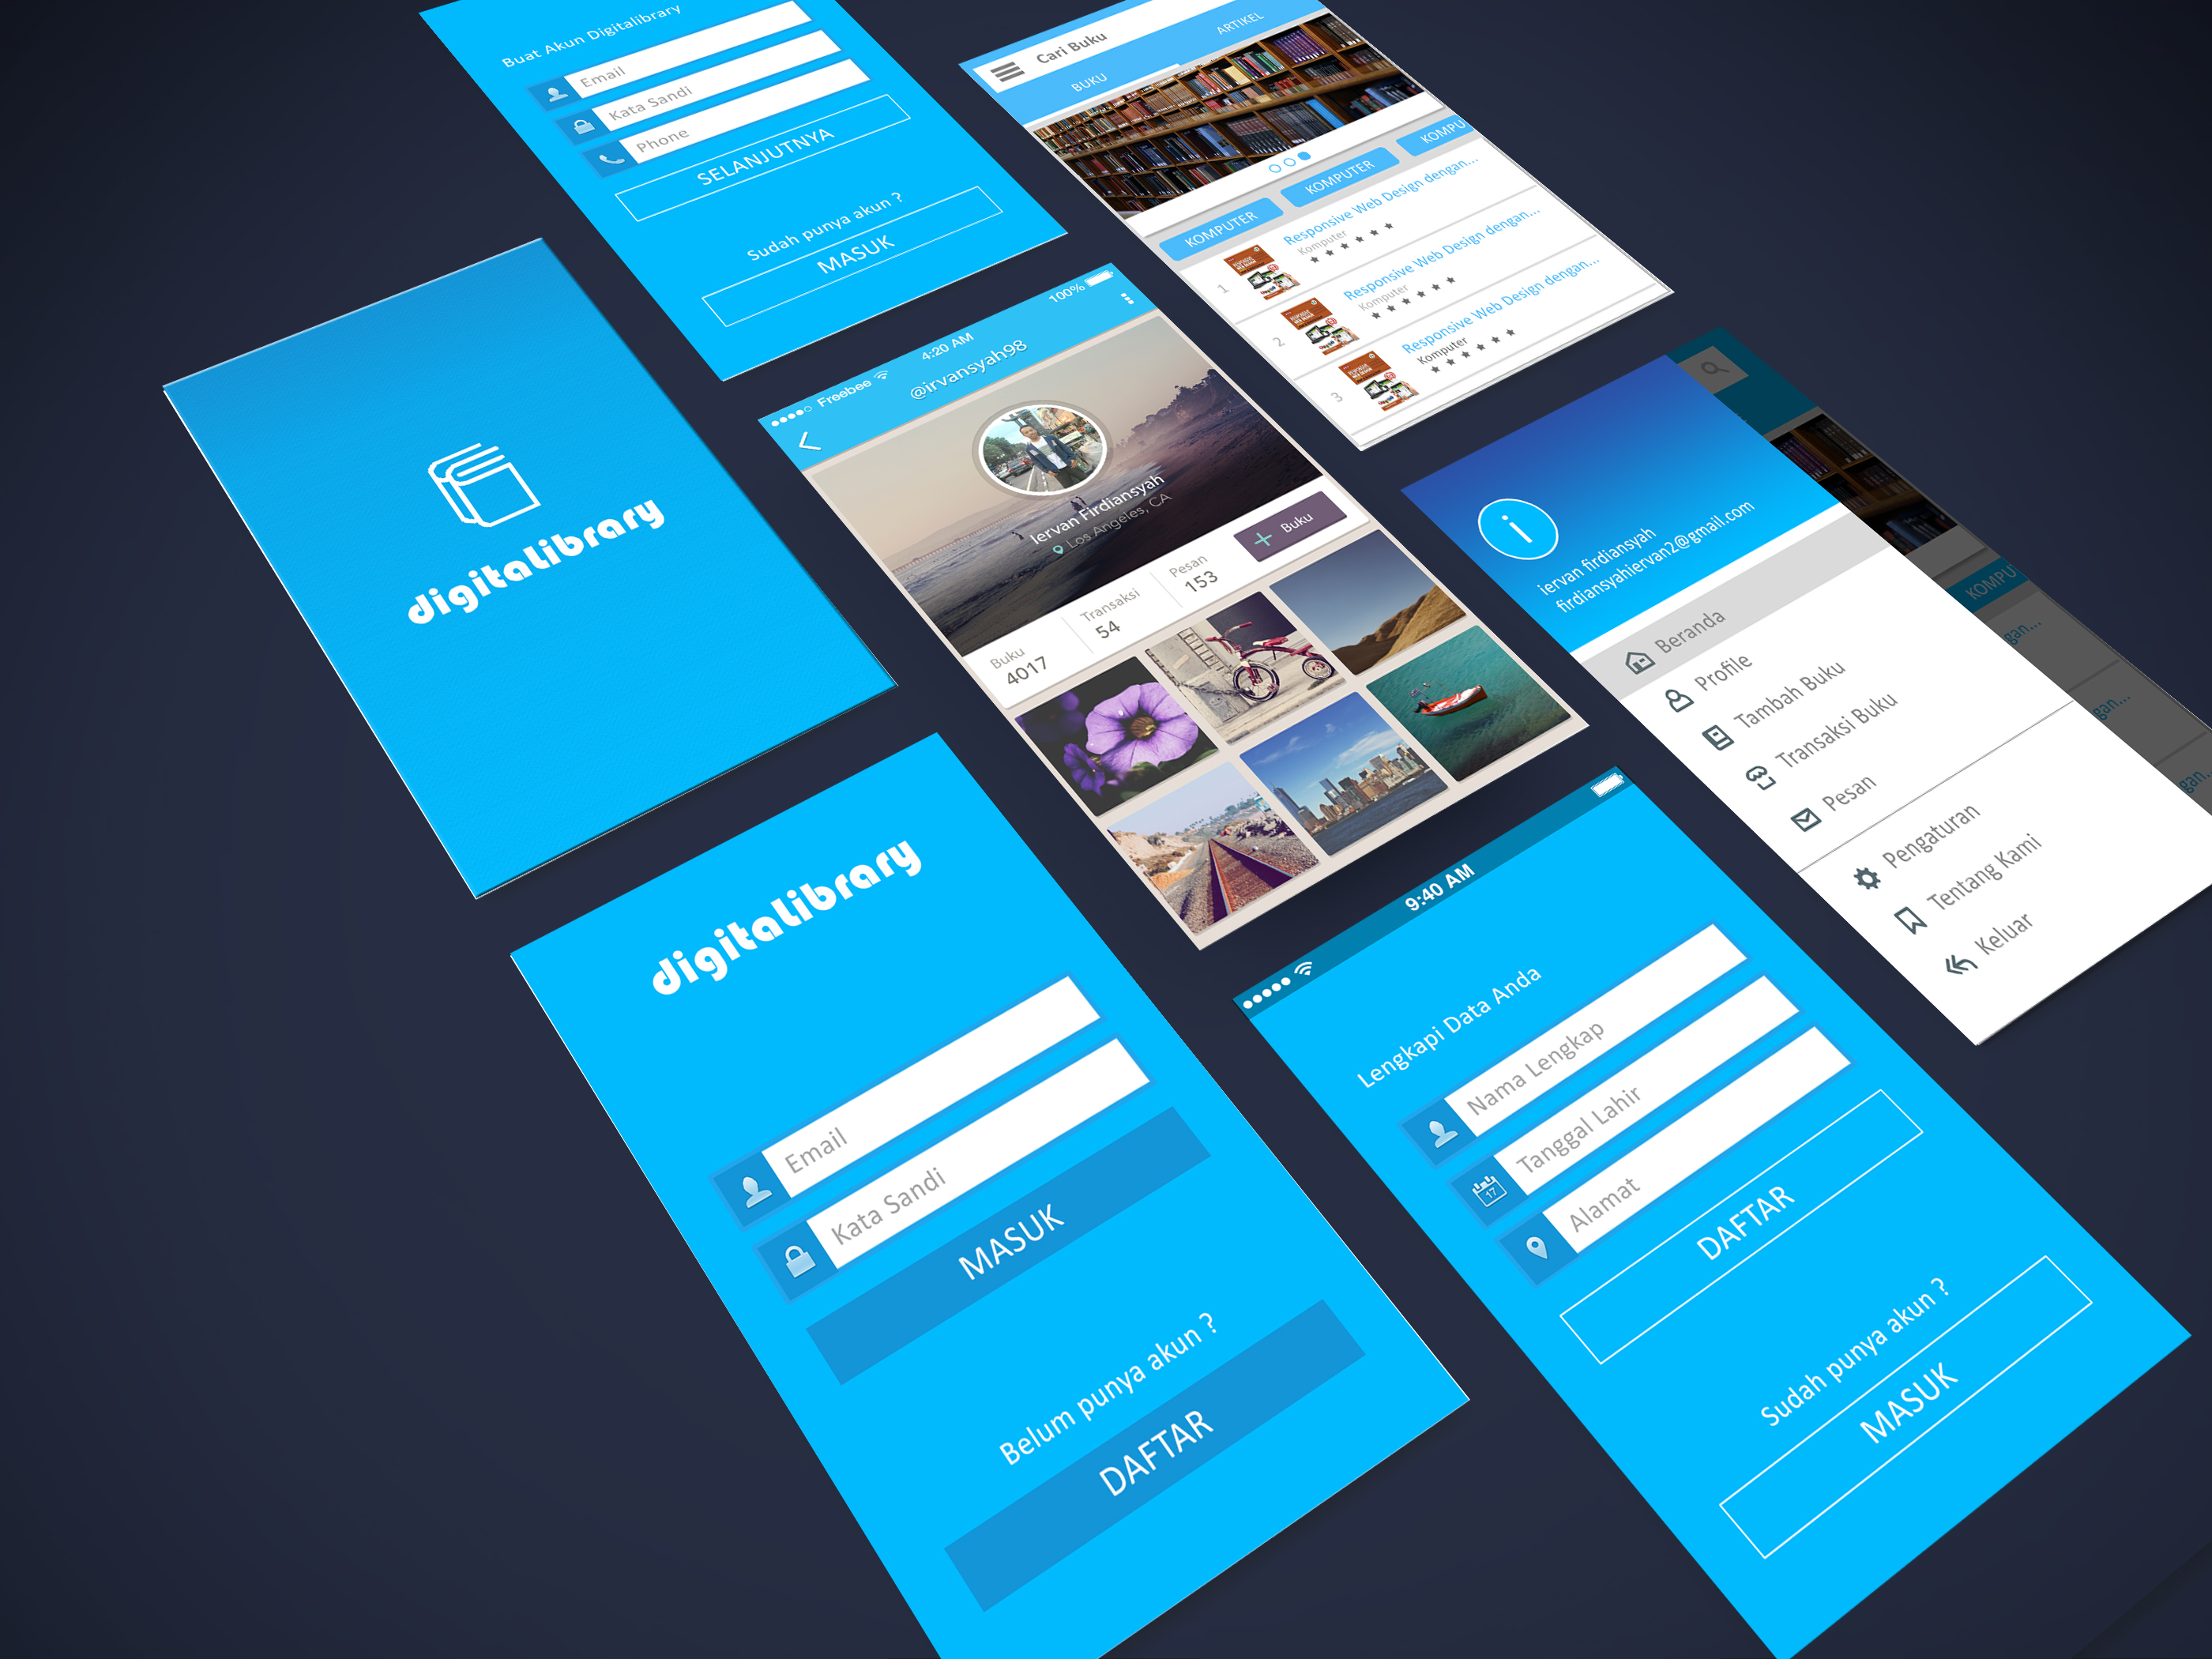 Buat Akun Digitalibrary
Email
Kata Sandi
Phone
SELANJUTNYA
Sudah punya akun ?
MASUK
Cari Buku
BUKU
ARTIKEL
KOMPUTER
KOMPUTER
KOMPU
1
Responsive Web Design dengan...
Komputer
2
Responsive Web Design dengan...
Komputer
3
Responsive Web Design dengan...
Komputer
digitaLibrary
Freebee
4:20 AM
100%
@irvansyah98
Iervan Firdiansyah
Los Angeles, CA
Buku
4017
Transaksi
54
Pesan
153
+ Buku
i
iervan firdiansyah
firdiansyahiervan2@gmail.com
Beranda
Profile
Tambah Buku
Transaksi Buku
Pesan
Pengaturan
Tentang Kami
Keluar
KOMPU
gan...
gan...
gan...
digitaLibrary
Email
Kata Sandi
MASUK
Belum punya akun ?
DAFTAR
9:40 AM
Lengkapi Data Anda
Nama Lengkap
17
Tanggal Lahir
Alamat
DAFTAR
Sudah punya akun ?
MASUK